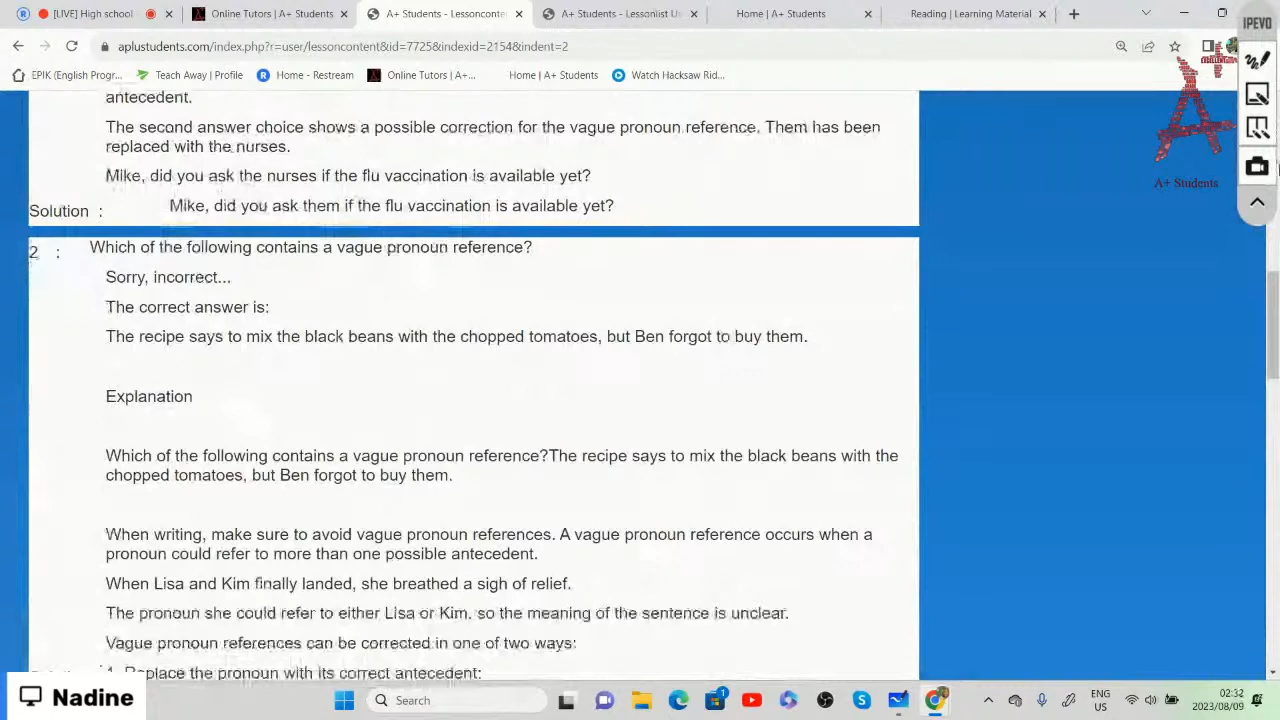 [LIVE] High school
Online Tutors | A+ Students
A+ Students - Lessonconte
A+ Students - Lessonlist U
Home | A+ Students
Reading | Learning Material
IPEVO
aplustudents.com/index.php?r=user/lessoncontent&id=7725&indexid=2154&indent=2
EPIK (English Progr...
Teach Away | Profile
Home - Restream
Online Tutors | A+...
Home | A+ Students
Watch Hacksaw Rid...
antecedent.
The second answer choice shows a possible correction for the vague pronoun reference. Them has been
replaced with the nurses.
Mike, did you ask the nurses if the flu vaccination is available yet?
A+ Students
Solution :
Mike, did you ask them if the flu vaccination is available yet?
2 :
Which of the following contains a vague pronoun reference?
Sorry, incorrect...
The correct answer is:
The recipe says to mix the black beans with the chopped tomatoes, but Ben forgot to buy them.
Explanation
Which of the following contains a vague pronoun reference?The recipe says to mix the black beans with the
chopped tomatoes, but Ben forgot to buy them.
When writing, make sure to avoid vague pronoun references. A vague pronoun reference occurs when a
pronoun could refer to more than one possible antecedent.
When Lisa and Kim finally landed, she breathed a sigh of relief.
The pronoun she could refer to either Lisa or Kim. so the meaning of the sentence is unclear.
Vague pronoun references can be corrected in one of two ways:
1. Replace the pronoun with its correct antecedent:
Nadine
Search
1
ENG
US
02:32
2023/08/09